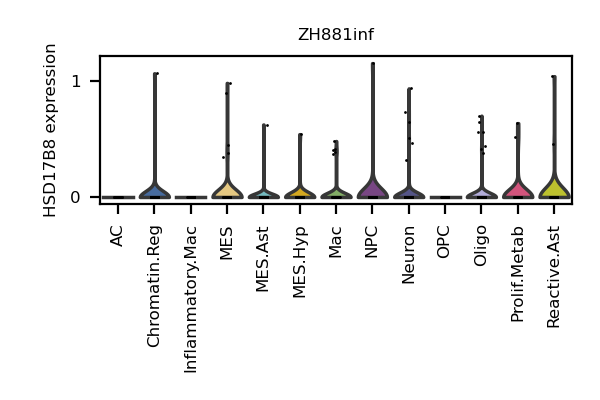 ZH881inf
HSD17B8 expression
1
0
AC
Chromatin.Reg
Inflammatory.Mac
MES
MES.Ast
MES.Hyp
Mac
NPC
Neuron
OPC
Oligo
Prolif.Metab
Reactive.Ast